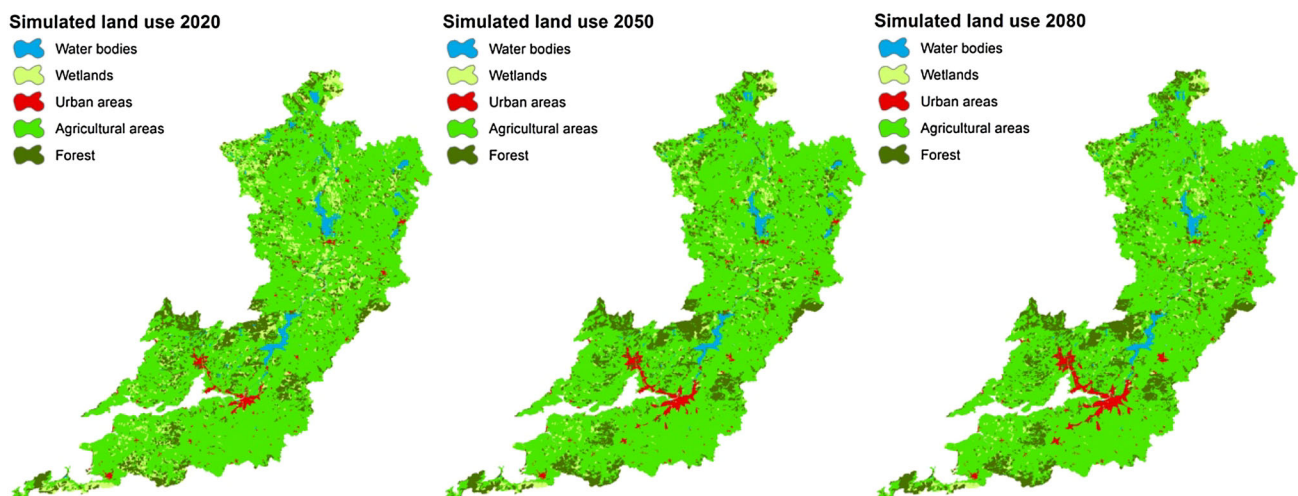 Simulated land use 2020
Water bodies
Wetlands
Urban areas
Agricultural areas
Forest
Simulated land use 2050
Water bodies
Wetlands
Urban areas
Agricultural areas
Forest
Simulated land use 2080
Water bodies
Wetlands
Urban areas
Agricultural areas
Forest